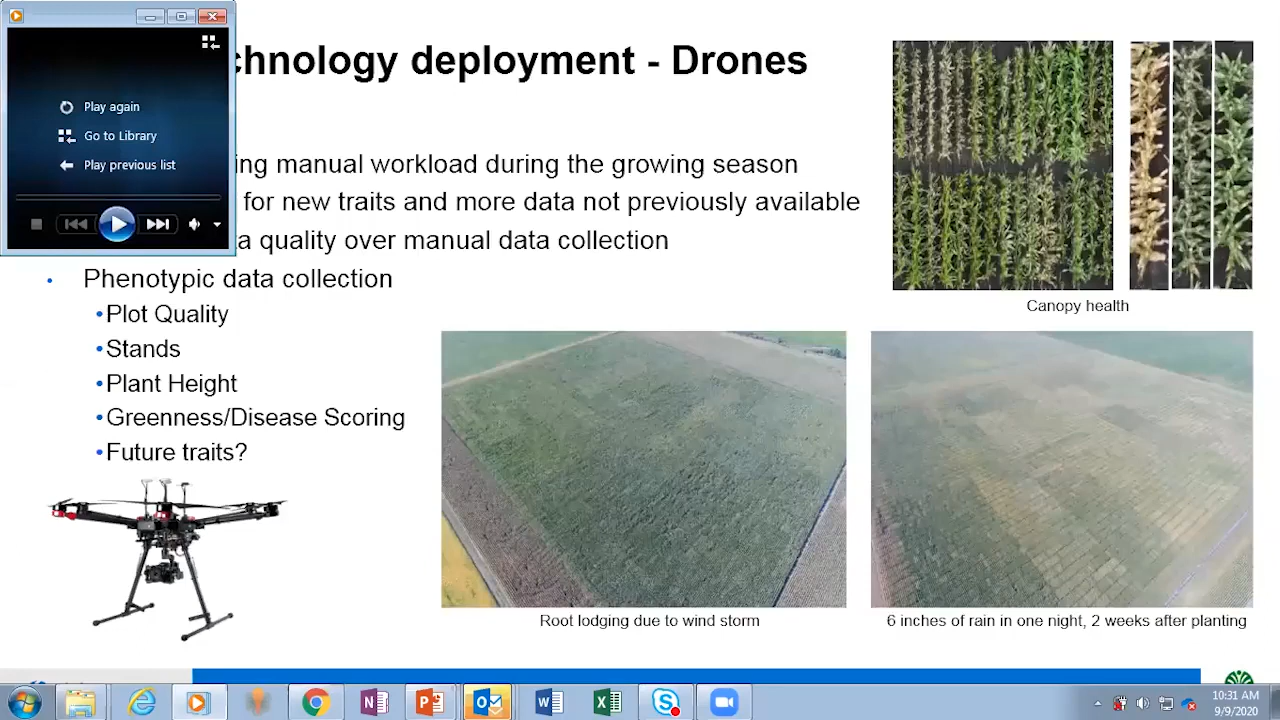 chnology deployment - Drones
Play again
Go to Library
Play previous list
ing manual workload during the growing season
for new traits and more data not previously available
a quality over manual data collection
• Phenotypic data collection
•Plot Quality
•Stands
•Plant Height
•Greenness/Disease Scoring
•Future traits?
Canopy health
Root lodging due to wind storm
6 inches of rain in one night, 2 weeks after planting
10:31 AM
9/9/2020